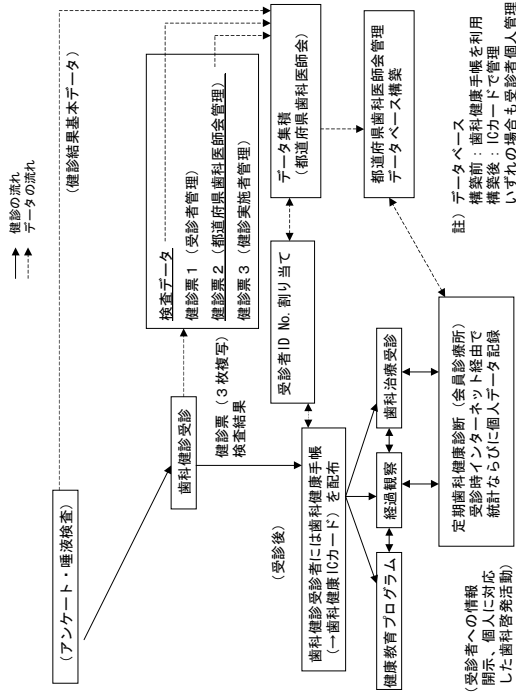 健診の流れ
データの流れ
(アンケート・唾液検査)
(健診結果基本データ)
歯科健診受診
検査データ
健診票1(受診者管理)
健診票2(都道府県歯科医師会管理)
健診票3(健診実施者管理)
健診票(3枚複写)
検査結果
(受診後)
歯科健診受診者には歯科健康手帳
(→歯科健康ICカード)を配布
受診者ID No.割り当て
データ集積
(都道府県歯科医師会)
健康教育プログラム
経過観察
歯科治療受診
都道府県歯科医師会管理
データベース構築
(受診者への情報
開示、個人に対応
した歯科啓発活動)
定期歯科健康診断(会員診療所)
受診時インターネット経由で
統計ならびに個人データ記録
註)データベース
構築前:歯科健康手帳を利用
構築後:ICカードで管理
いずれの場合も受診者個人管理